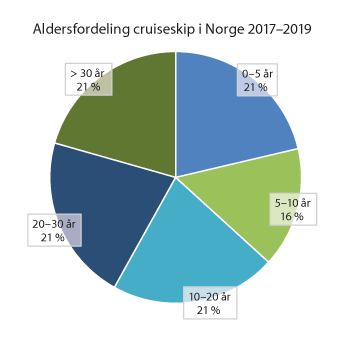 Aldersfordeling cruiseskip i Norge 2017–2019
> 30 år
21 %
0–5 år
21 %
5–10 år
16 %
20–30 år
21 %
10–20 år
21 %